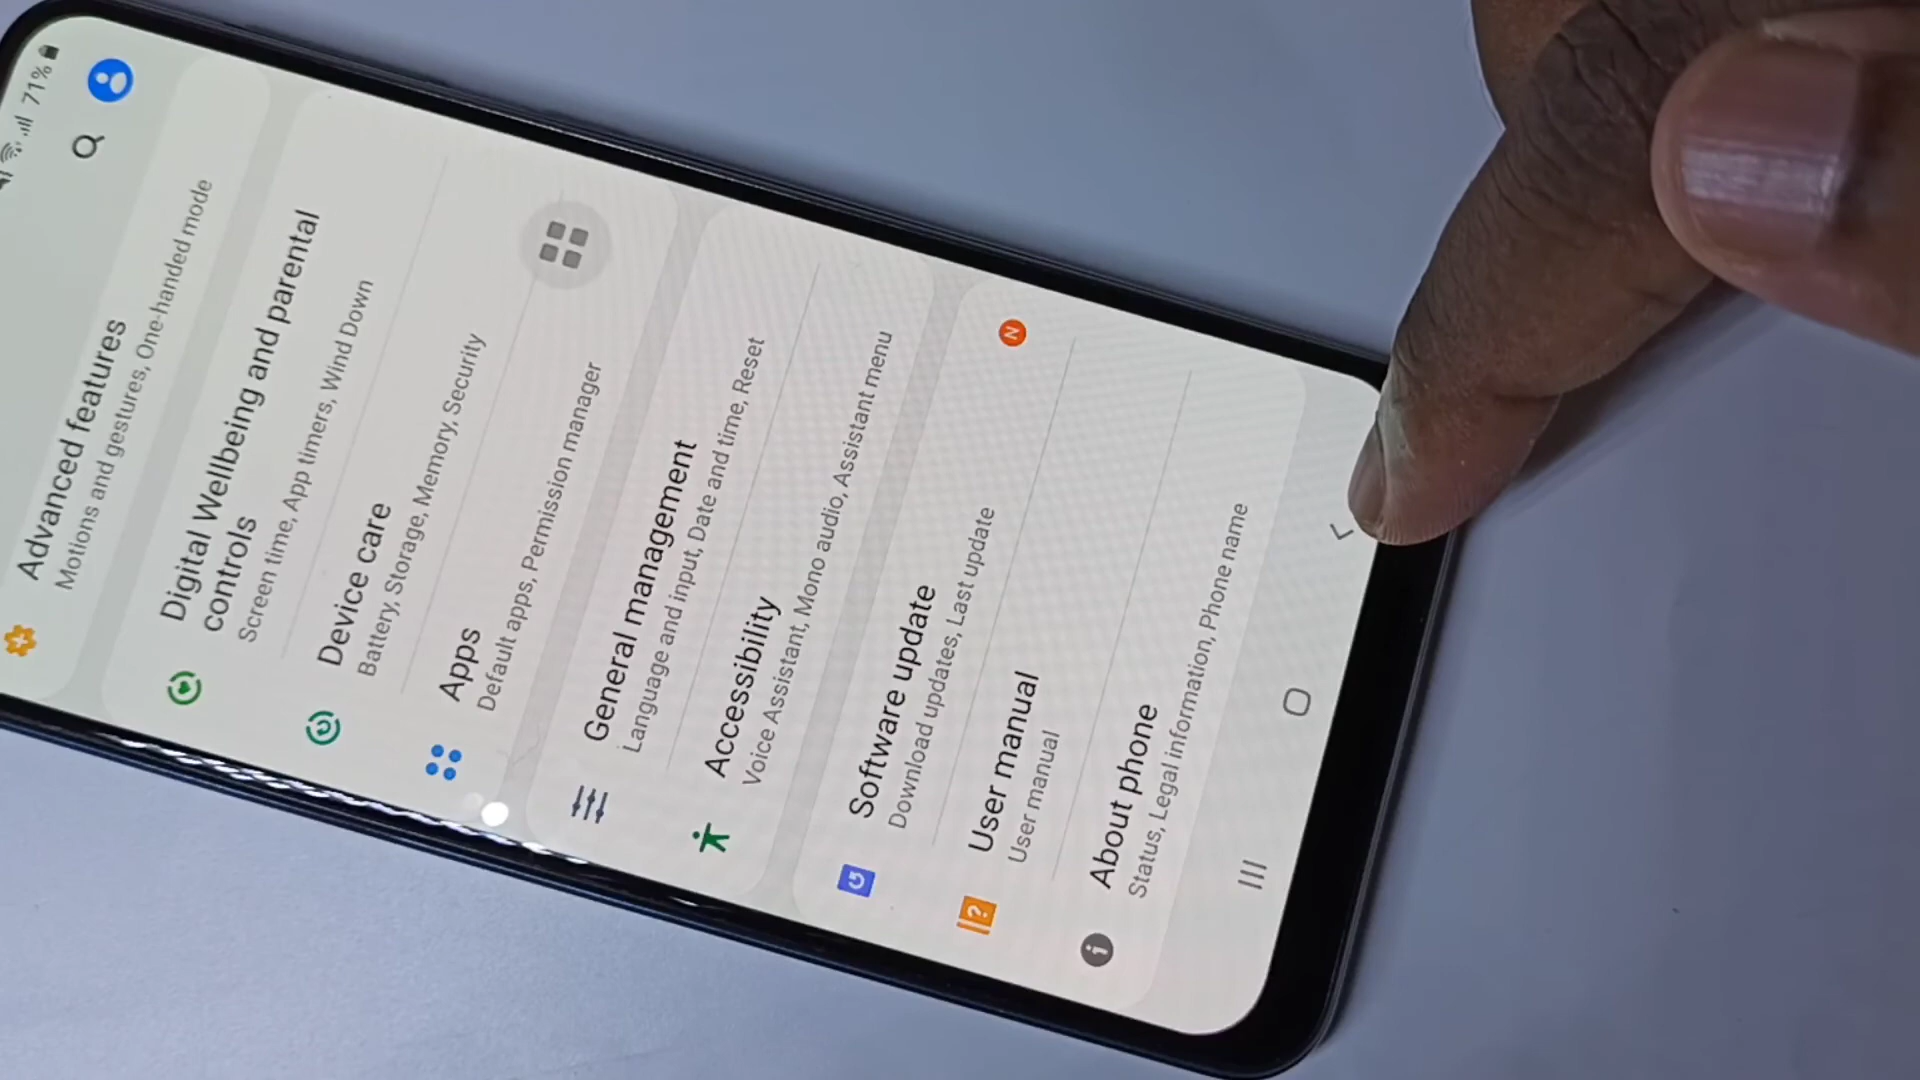 71%
Advanced features
Motions and gestures, One-handed mode
Digital Wellbeing and parental
controls
Screen time, App timers, Wind Down
Device care
Battery, Storage, Memory, Security
Apps
Default apps, Permission manager
General management
Language and input, Date and time, Reset
Accessibility
Voice Assistant, Mono audio, Assistant menu
Software update
N
Download updates, Last update
User manual
User manual
About phone
Status, Legal information, Phone name